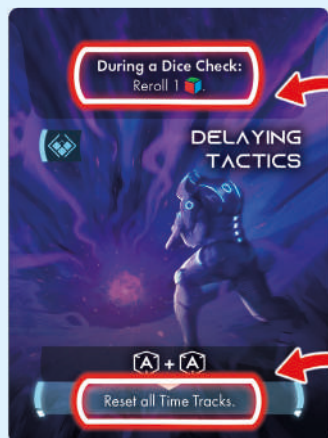 During a Dice Check:
Reroll 1 .
DELAYING
TACTICS
A + A
Reset all Time Tracks.